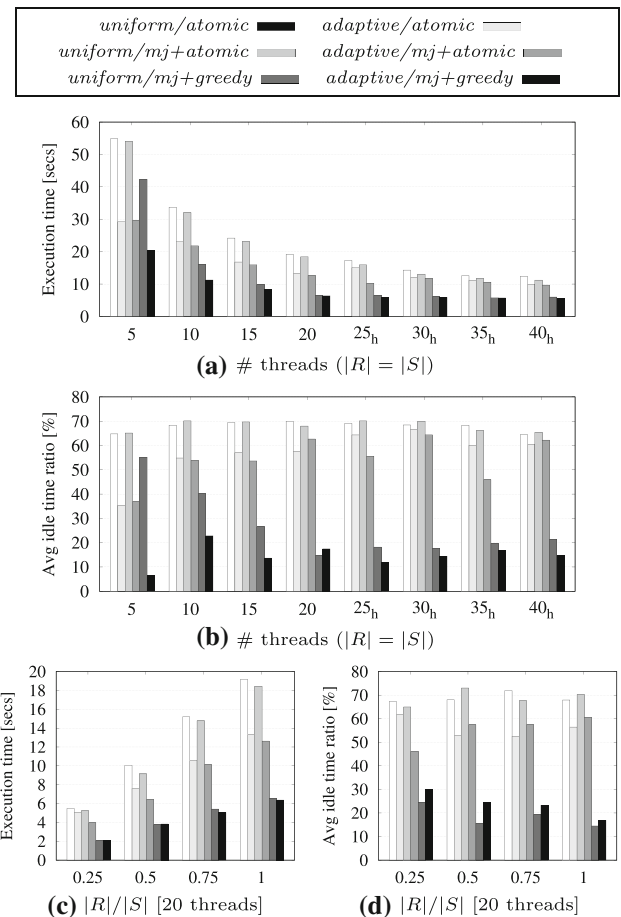 uniform/atomic adaptive/atomic
uniform/mj+atomic adaptive/mj+atomic
uniform/mj+greedy adaptive/mj+greedy
Execution time [secs]
60
50
40
30
20
10
0
5 10 15 20 25h 30h 35h 40h
(a) # threads (|R| = |S|)
Avg idle time ratio [%]
80
70
60
50
40
30
20
10
0
5 10 15 20 25h 30h 35h 40h
(b) # threads (|R| = |S|)
Execution time [secs]
20
18
16
14
12
10
8
6
4
2
0
0.25 0.5 0.75 1
(c) |R|/|S| [20 threads]
Avg idle time ratio [%]
80
70
60
50
40
30
20
10
0
0.25 0.5 0.75 1
(d) |R|/|S| [20 threads]